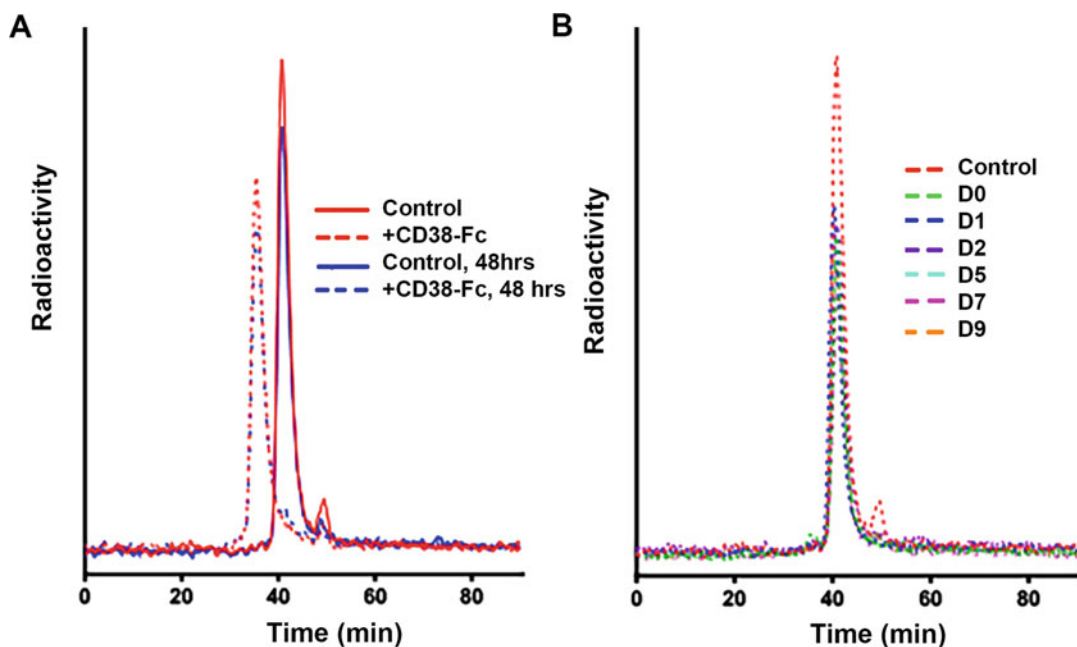 A
Radioactivity
Control
+CD38-Fc
Control, 48hrs
+CD38-Fc, 48 hrs
0 20 40 60 80
Time (min)
B
Radioactivity
Control
D0
D1
D2
D5
D7
D9
0 20 40 60 80
Time (min)